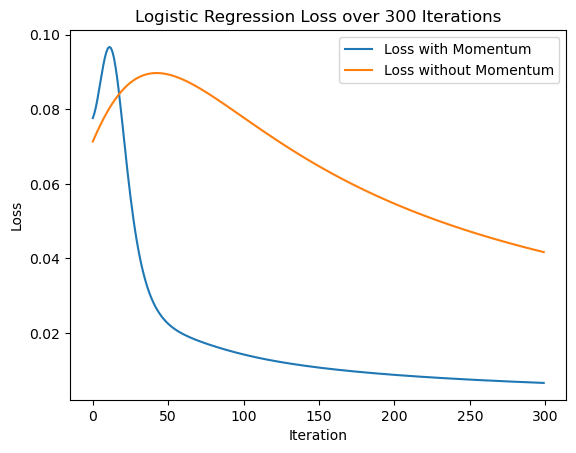 Logistic Regression Loss over 300 Iterations
Loss with Momentum
Loss without Momentum
Loss
0.10
0.08
0.06
0.04
0.02
0
50
100
150
200
250
300
Iteration